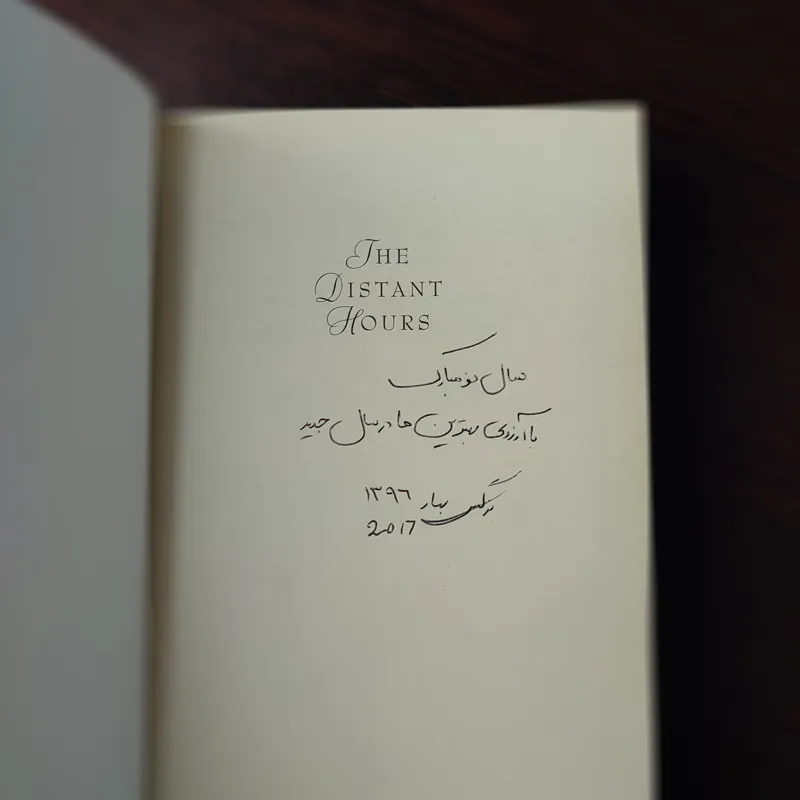 THE
DISTANT
HOURS
سال نو مبارک
با آرزوی بهترین ها در سال جدید
نرگس بهار ۱۳۹۶
2017